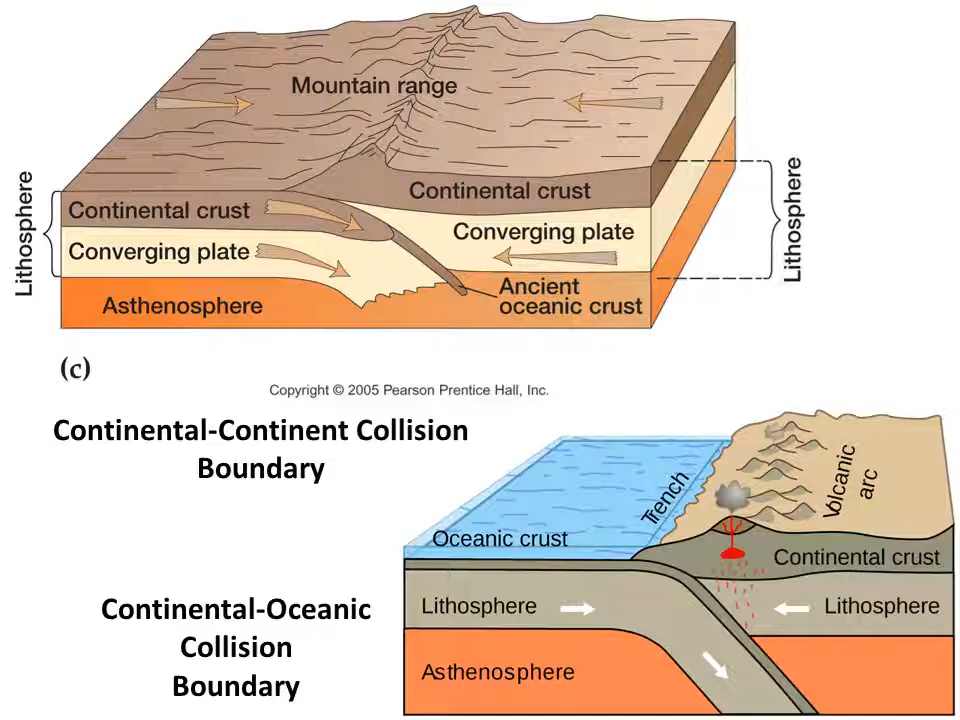 Mountain range
Continental crust
Lithosphere
Continental crust
Converging plate
Converging plate
Lithosphere
Asthenosphere
Ancient
oceanic crust
(c)
Copyright © 2005 Pearson Prentice Hall, Inc.
Continental-Continent Collision
Boundary
Trench
Volcanic
arc
Oceanic crust
Continental crust
Lithosphere
Lithosphere
Asthenosphere
Continental-Oceanic
Collision
Boundary